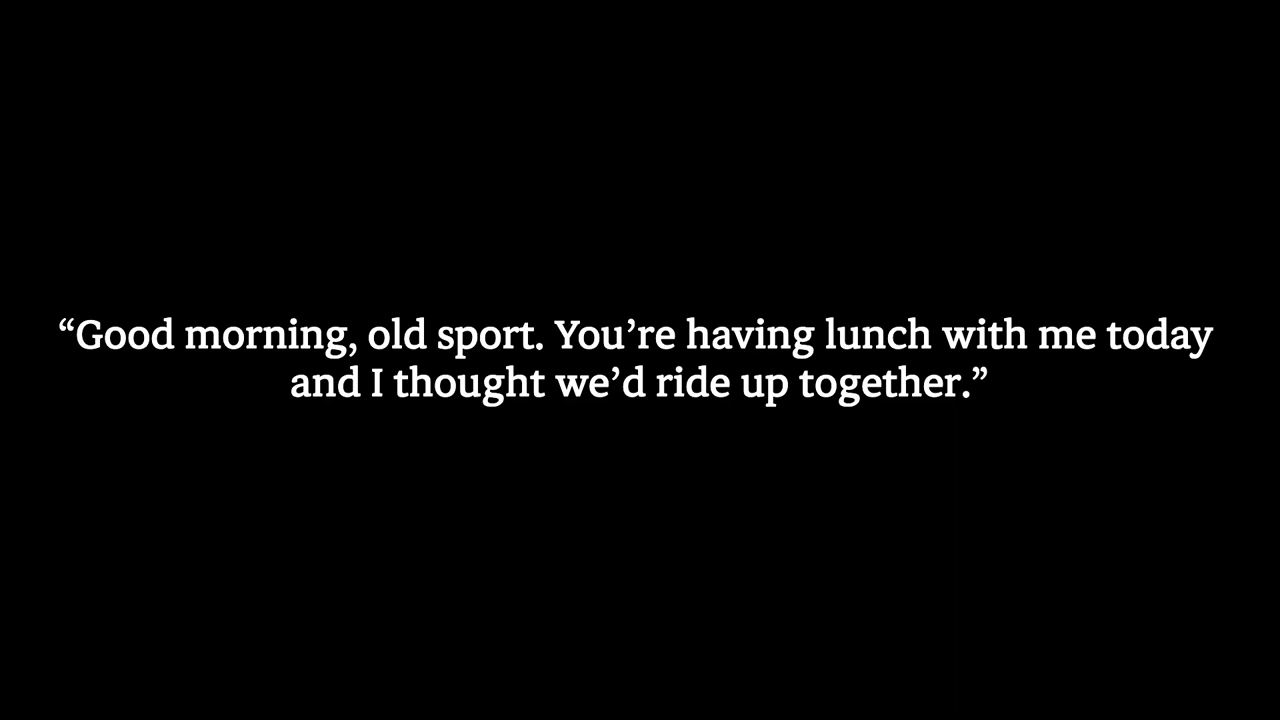 “Good morning, old sport. You’re having lunch with me today
and I thought we’d ride up together.”